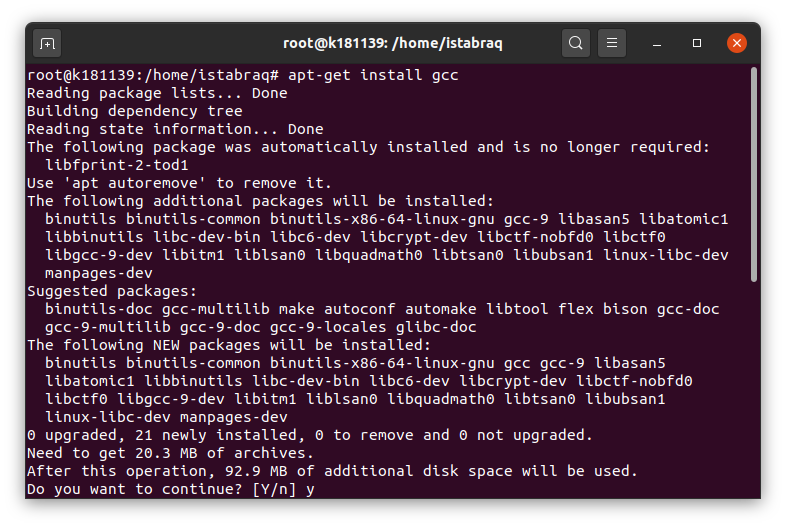 root@k181139: /home/istabraq
root@k181139:/home/istabraq# apt-get install gcc
Reading package lists... Done
Building dependency tree
Reading state information... Done
The following package was automatically installed and is no longer required:
  libfprint-2-tod1
Use 'apt autoremove' to remove it.
The following additional packages will be installed:
  binutils binutils-common binutils-x86-64-linux-gnu gcc-9 libasan5 libatomic1
  libbinutils libc-dev-bin libc6-dev libcrypt-dev libctf-nobfd0 libctf0
  libgcc-9-dev libitm1 liblsan0 libquadmath0 libtsan0 libubsan1 linux-libc-dev
  manpages-dev
Suggested packages:
  binutils-doc gcc-multilib make autoconf automake libtool flex bison gcc-doc
  gcc-9-multilib gcc-9-doc gcc-9-locales glibc-doc
The following NEW packages will be installed:
  binutils binutils-common binutils-x86-64-linux-gnu gcc gcc-9 libasan5
  libatomic1 libbinutils libc-dev-bin libc6-dev libcrypt-dev libctf-nobfd0
  libctf0 libgcc-9-dev libitm1 liblsan0 libquadmath0 libtsan0 libubsan1
  linux-libc-dev manpages-dev
0 upgraded, 21 newly installed, 0 to remove and 0 not upgraded.
Need to get 20.3 MB of archives.
After this operation, 92.9 MB of additional disk space will be used.
Do you want to continue? [Y/n] y